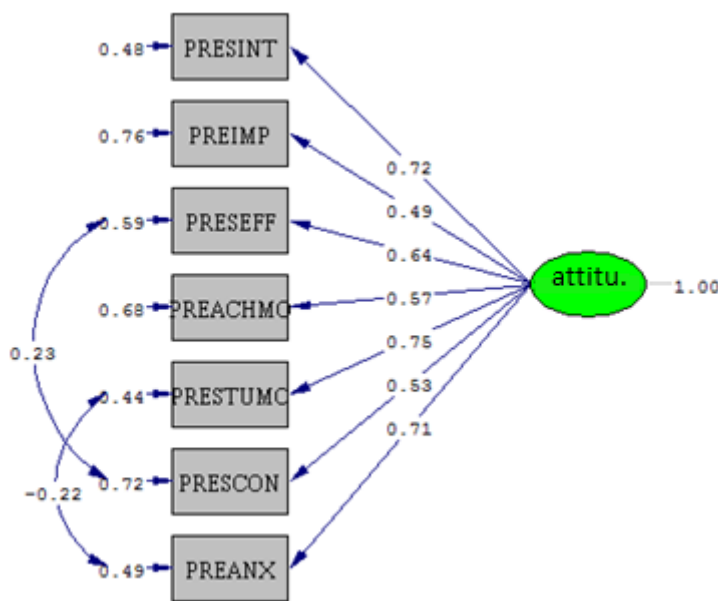 0.48 PRESINT
0.72
0.76 PREIMP
0.49
0.59 PRESEFF
0.64
attitu. 1.00
0.68 PREACHMO
0.57
0.23
0.75
0.44 PRESTUMO
0.53
0.71
0.72 PRESCON
-0.22
0.49 PREANX